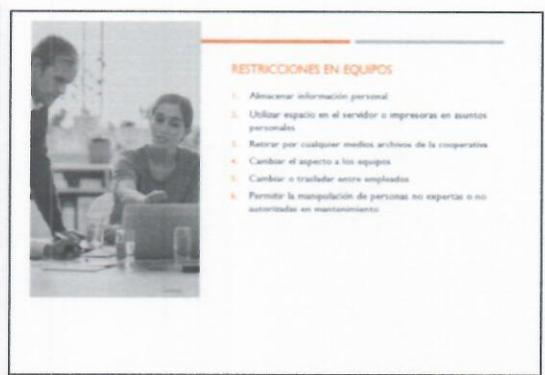 RESTRICCIONES EN EQUIPOS
1. Almacenar información personal
2. Utilizar espacio en el servidor o impresoras en asuntos
personales
3. Retirar por cualquier medios archivos de la cooperativa
4. Cambiar el aspecto a los equipos
5. Cambiar o trasladar entre empleados
6. Permitir la manipulación de personas no expertas o no
autorizadas en mantenimiento